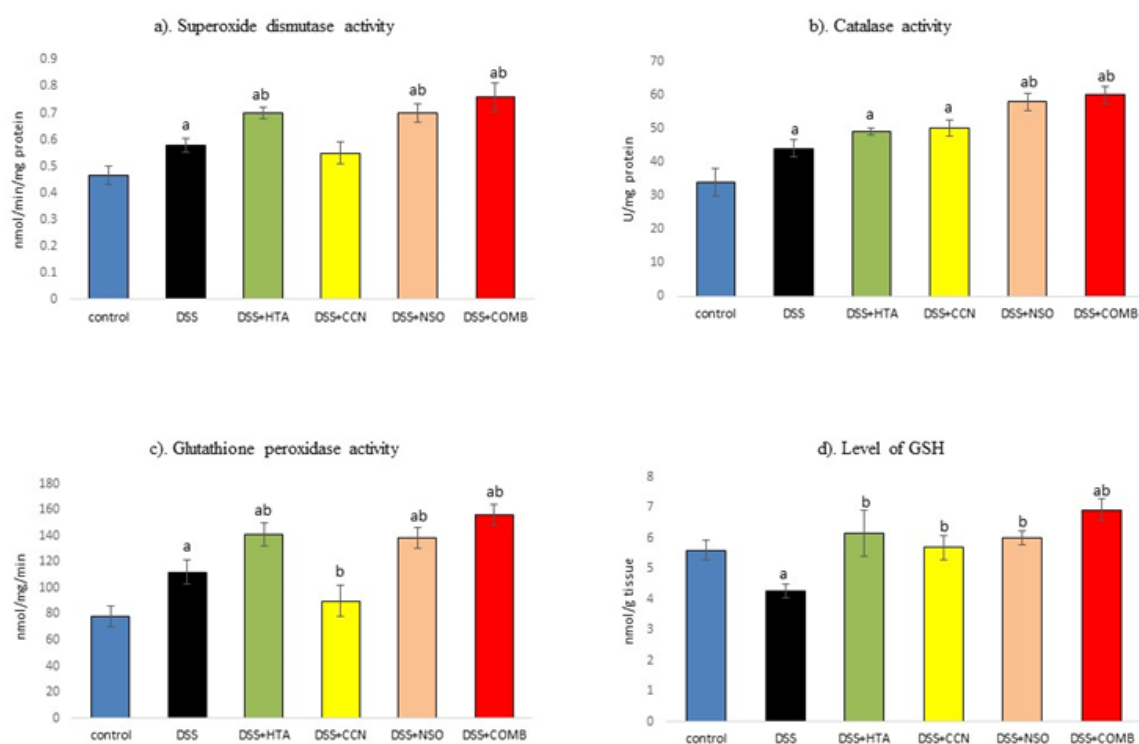 a). Superoxide dismutase activity
nmol/min/mg protein
0.9
0.8
0.7
0.6
0.5
0.4
0.3
0.2
0.1
0
a
ab
ab
ab
control DSS DSS+HTA DSS+CCN DSS+NSO DSS+COMB
b). Catalase activity
U/mg protein
70
60
50
40
30
20
10
0
a
a
a
ab
ab
control DSS DSS+HTA DSS+CCN DSS+NSO DSS+COMB
c). Glutathione peroxidase activity
nmol/mg/min
180
160
140
120
100
80
60
40
20
0
a
ab
b
ab
ab
control DSS DSS+HTA DSS+CCN DSS+NSO DSS+COMB
d). Level of GSH
nmol/g tissue
8
7
6
5
4
3
2
1
0
a
b
b
b
ab
control DSS DSS+HTA DSS+CCN DSS+NSO DSS+COMB